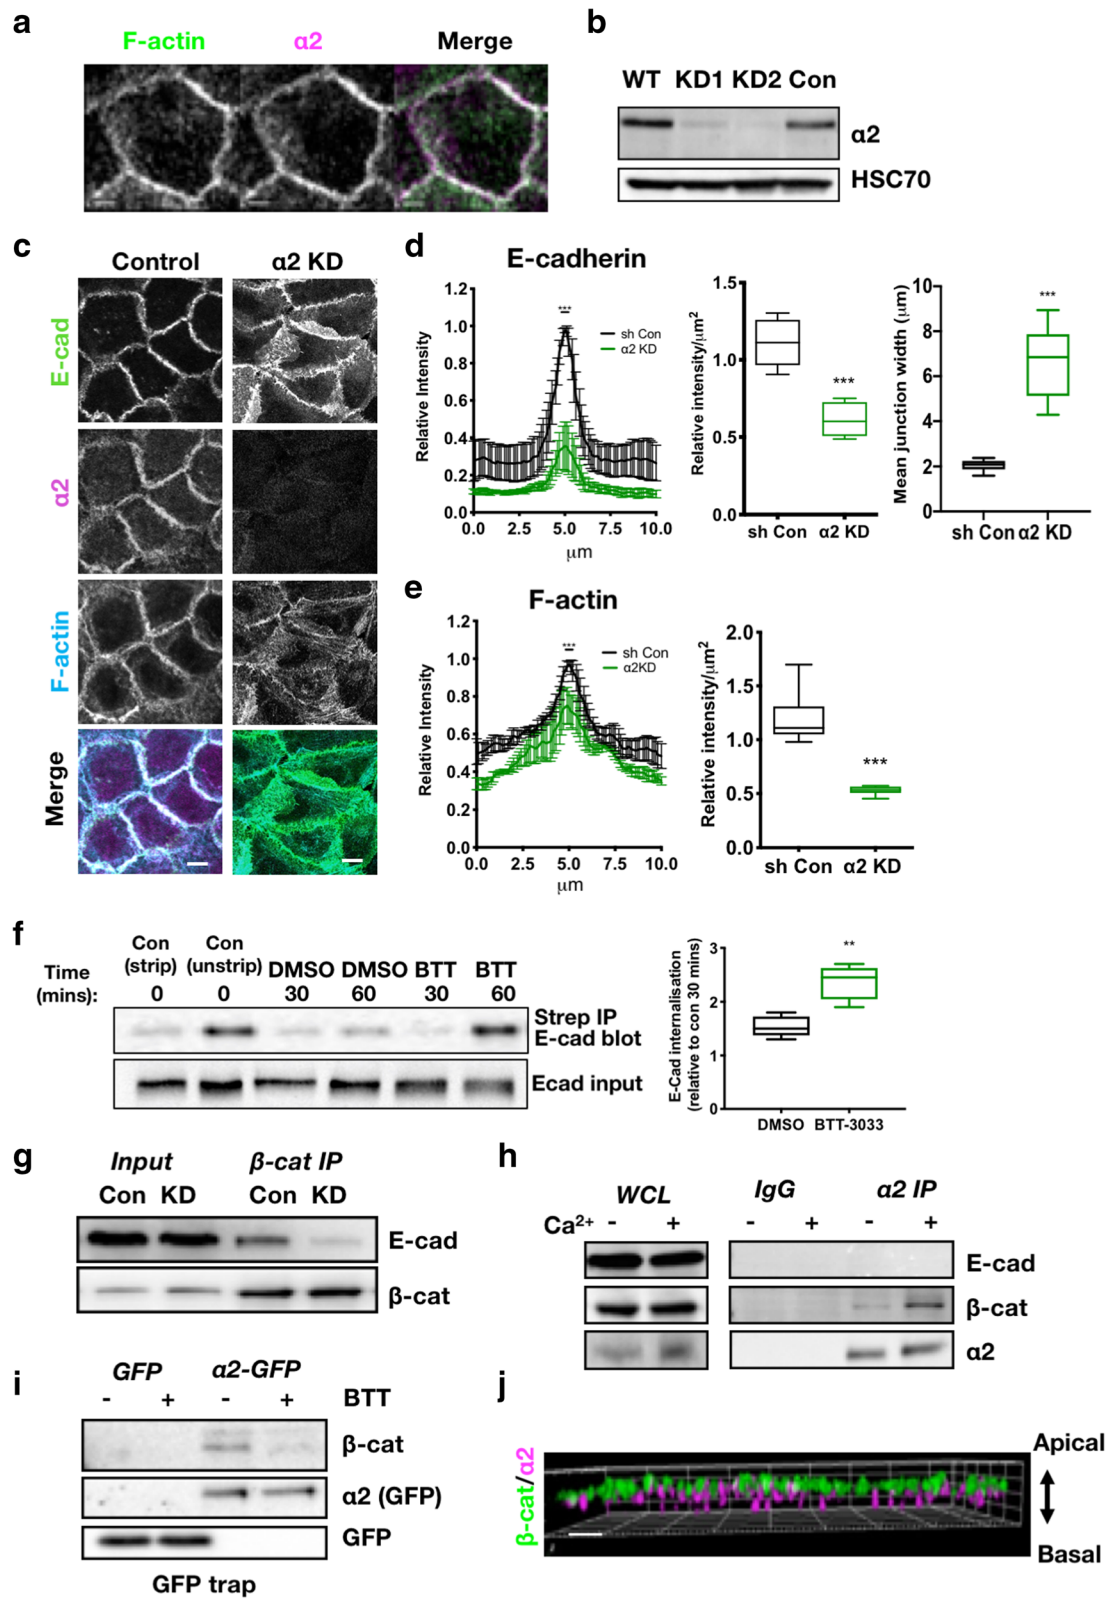 a
F-actin α2 Merge
b
WT KD1 KD2 Con
α2
HSC70
c
Control α2 KD
E-cad
α2
F-actin
Merge
d
E-cadherin
Relative Intensity
1.2
1.0
0.8
0.6
0.4
0.2
0.0
0.0 2.5 5.0 7.5 10.0
μm
***
sh Con
α2 KD
Relative intensity/μm2
1.5
1.0
0.5
0.0
***
sh Con α2 KD
Mean junction width (μm)
10
8
6
4
2
0
***
sh Con α2 KD
e
F-actin
Relative Intensity
1.2
1.0
0.8
0.6
0.4
0.2
0.0
0.0 2.5 5.0 7.5 10.0
μm
***
sh Con
α2KD
Relative intensity/μm2
2.0
1.5
1.0
0.5
0.0
***
sh Con α2 KD
f
Time
(mins):
Con
(strip)
0
Con
(unstrip)
0
DMSO
30
DMSO
60
BTT
30
BTT
60
Strep IP
E-cad blot
Ecad input
E-Cad internalisation
(relative to con 30 mins)
3
2
1
0
**
DMSO BTT-3033
g
Input β-cat IP
Con KD Con KD
E-cad
β-cat
h
WCL IgG α2 IP
Ca2+ - + - + - +
E-cad
β-cat
α2
i
GFP α2-GFP
- + - + BTT
β-cat
α2 (GFP)
GFP
GFP trap
j
β-cat/α2
Apical
Basal